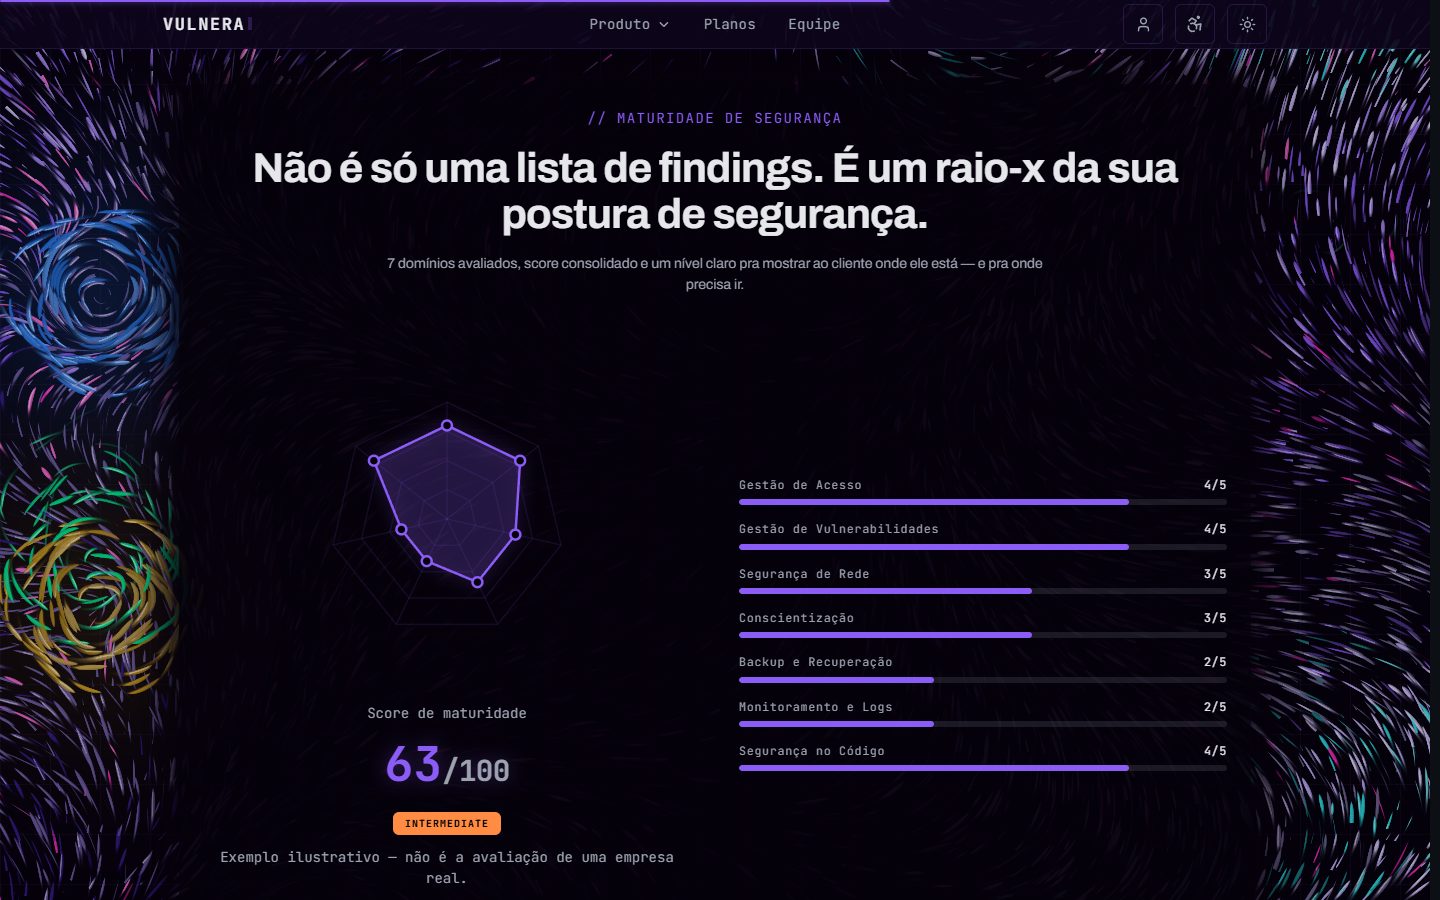 VULNERA
Produto
Planos
Equipe
// MATURIDADE DE SEGURANÇA
Não é só uma lista de findings. É um raio-x da sua
postura de segurança.
7 domínios avaliados, score consolidado e um nível claro pra mostrar ao cliente onde ele está — e pra onde
precisa ir.
Gestão de Acesso 4/5
Gestão de Vulnerabilidades 4/5
Segurança de Rede 3/5
Conscientização 3/5
Backup e Recuperação 2/5
Monitoramento e Logs 2/5
Segurança no Código 4/5
Score de maturidade
63/100
INTERMEDIATE
Exemplo ilustrativo — não é a avaliação de uma empresa
real.